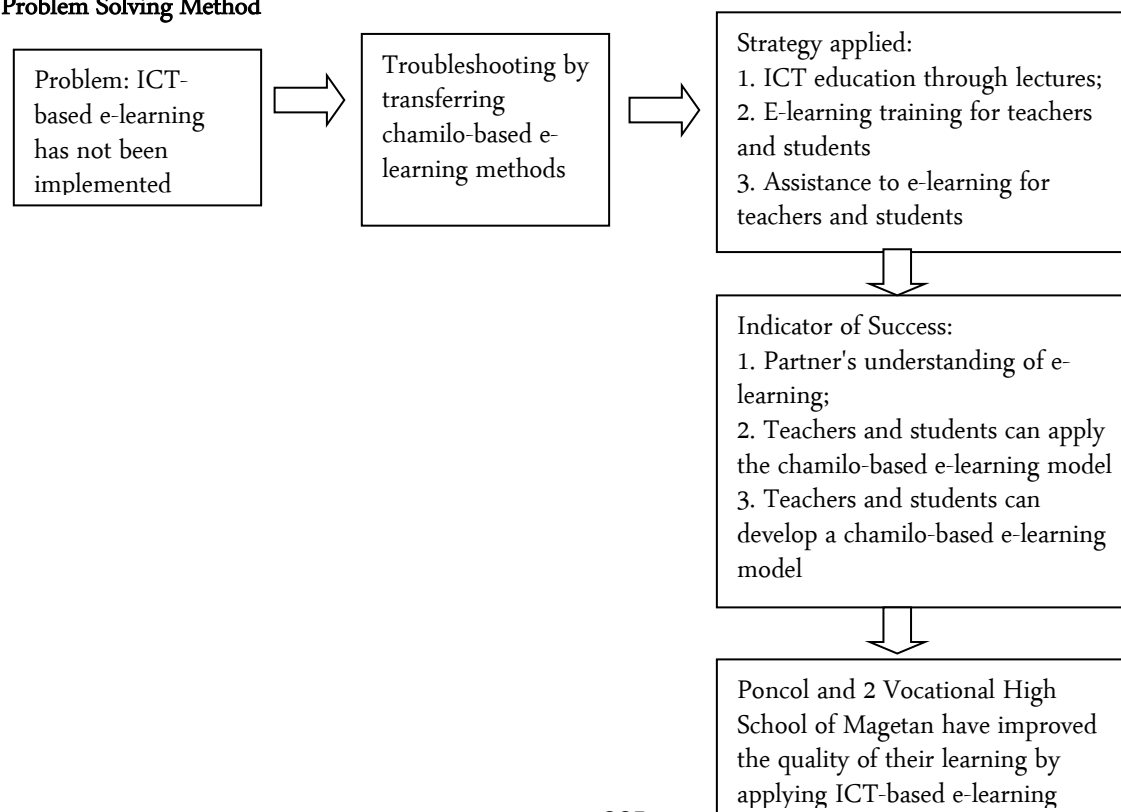 Problem Solving Method
Problem: ICT-
based e-learning
has not been
implemented
Troubleshooting by
transferring
chamilo-based e-
learning methods
Strategy applied:
1. ICT education through lectures;
2. E-learning training for teachers
and students
3. Assistance to e-learning for
teachers and students
Indicator of Success:
1. Partner's understanding of e-
learning;
2. Teachers and students can apply
the chamilo-based e-learning model
3. Teachers and students can
develop a chamilo-based e-learning
model
Poncol and 2 Vocational High
School of Magetan have improved
the quality of their learning by
applying ICT-based e-learning